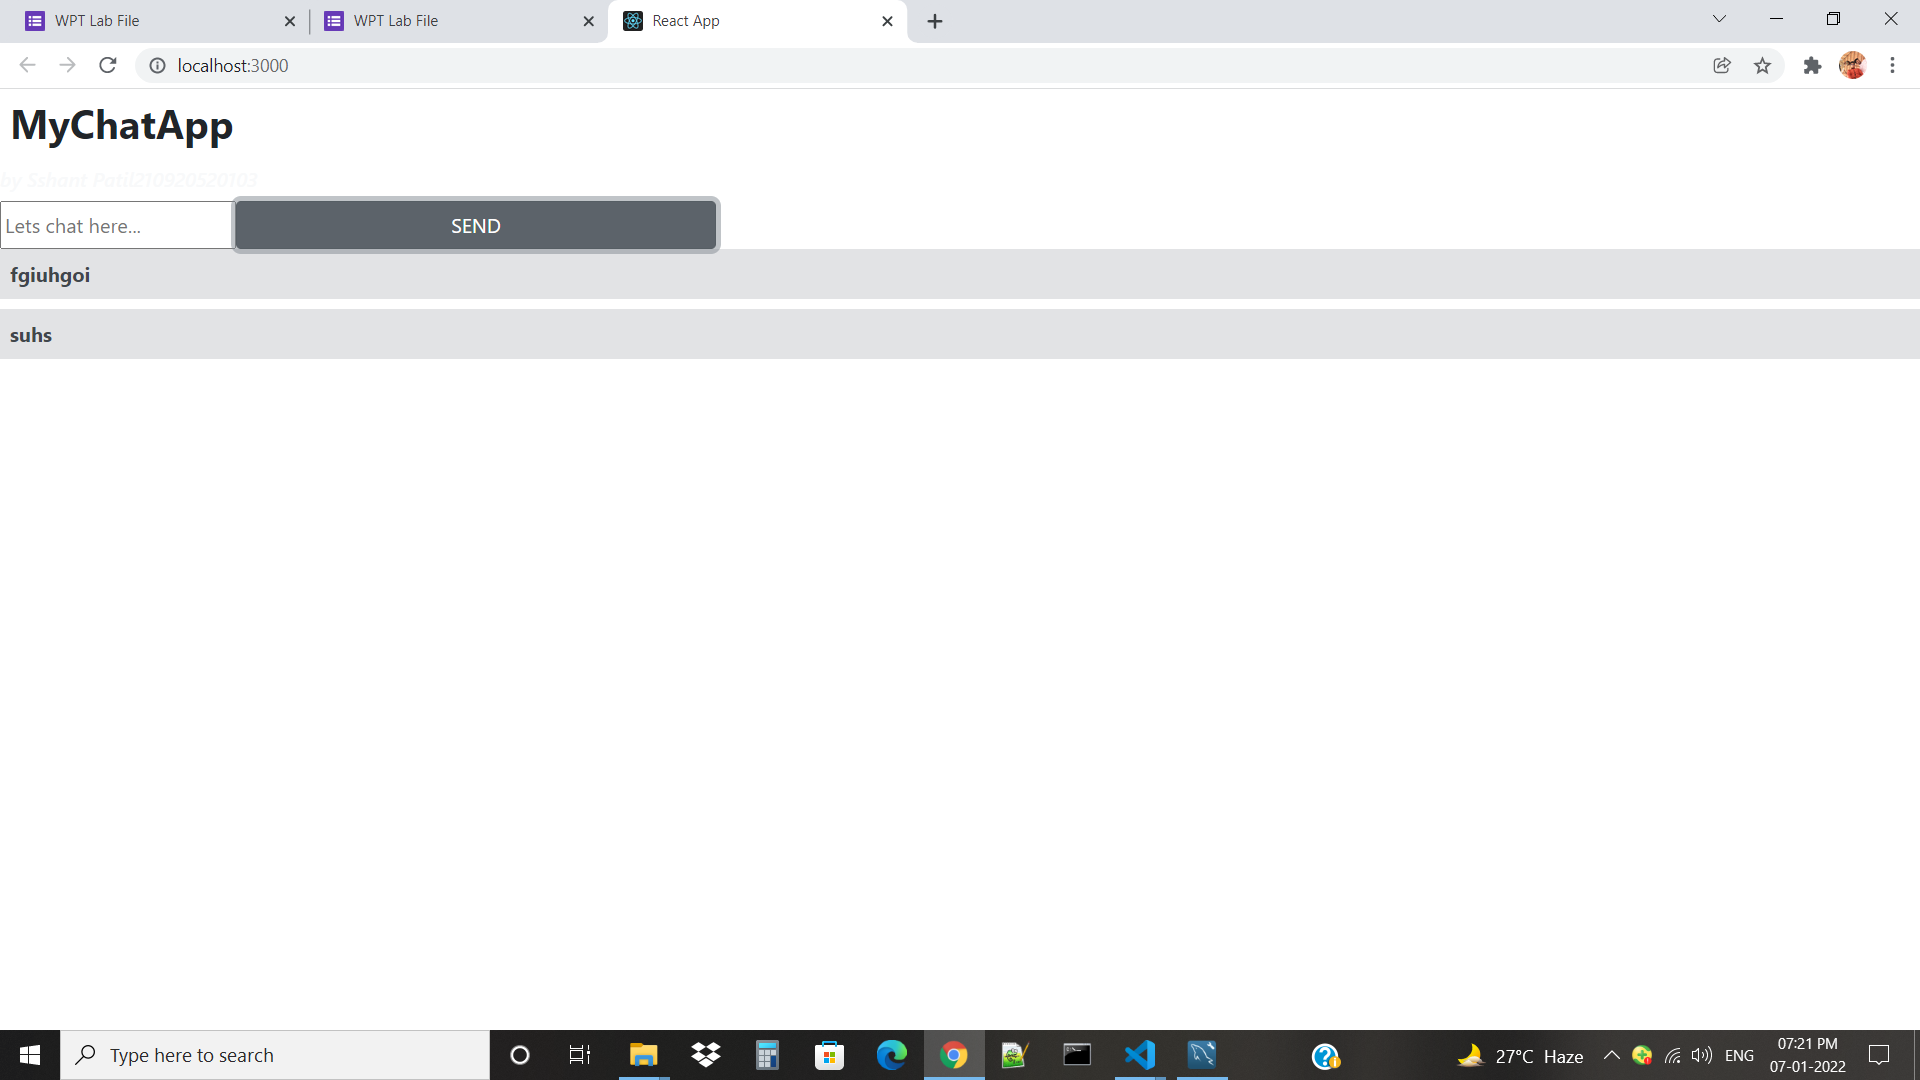 WPT Lab File
WPT Lab File
React App
localhost:3000
MyChatApp
by Sshant Patil210920520103
Lets chat here...
SEND
fgiuhgoi
suhs
Type here to search
27°C Haze
ENG
07:21 PM
07-01-2022